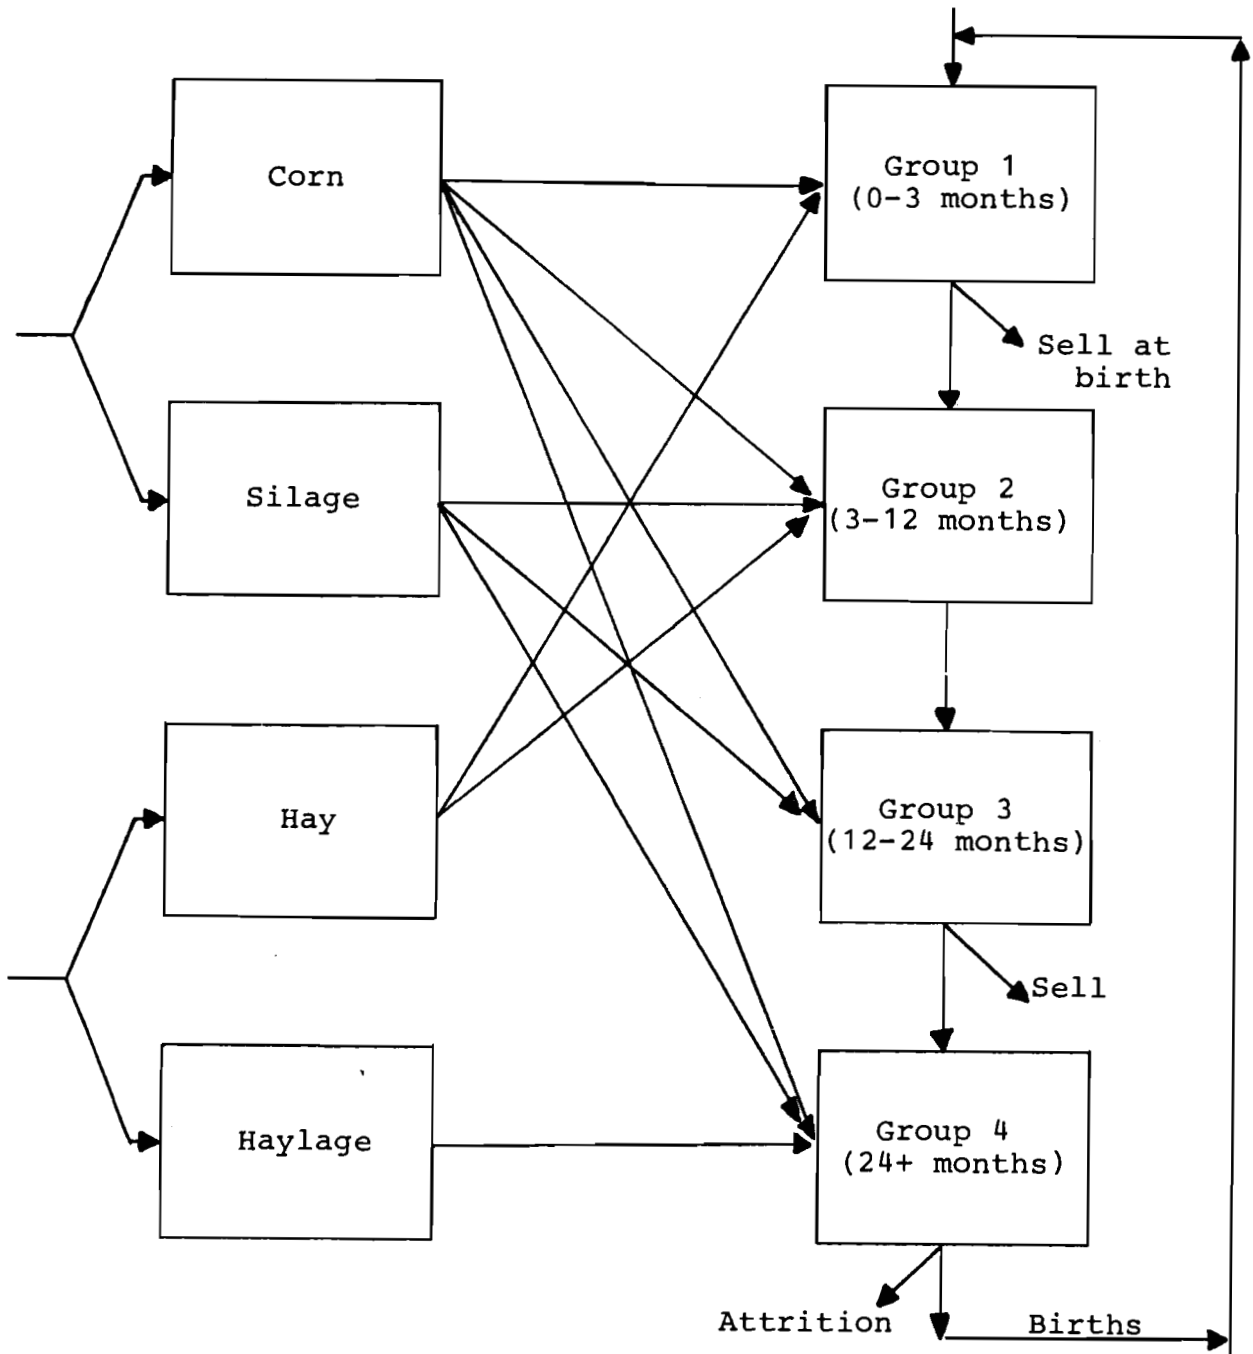 Corn
Group 1
(0-3 months)
Sell at
birth
Silage
Group 2
(3-12 months)
Hay
Group 3
(12-24 months)
Sell
Haylage
Group 4
(24+ months)
Attrition
Births